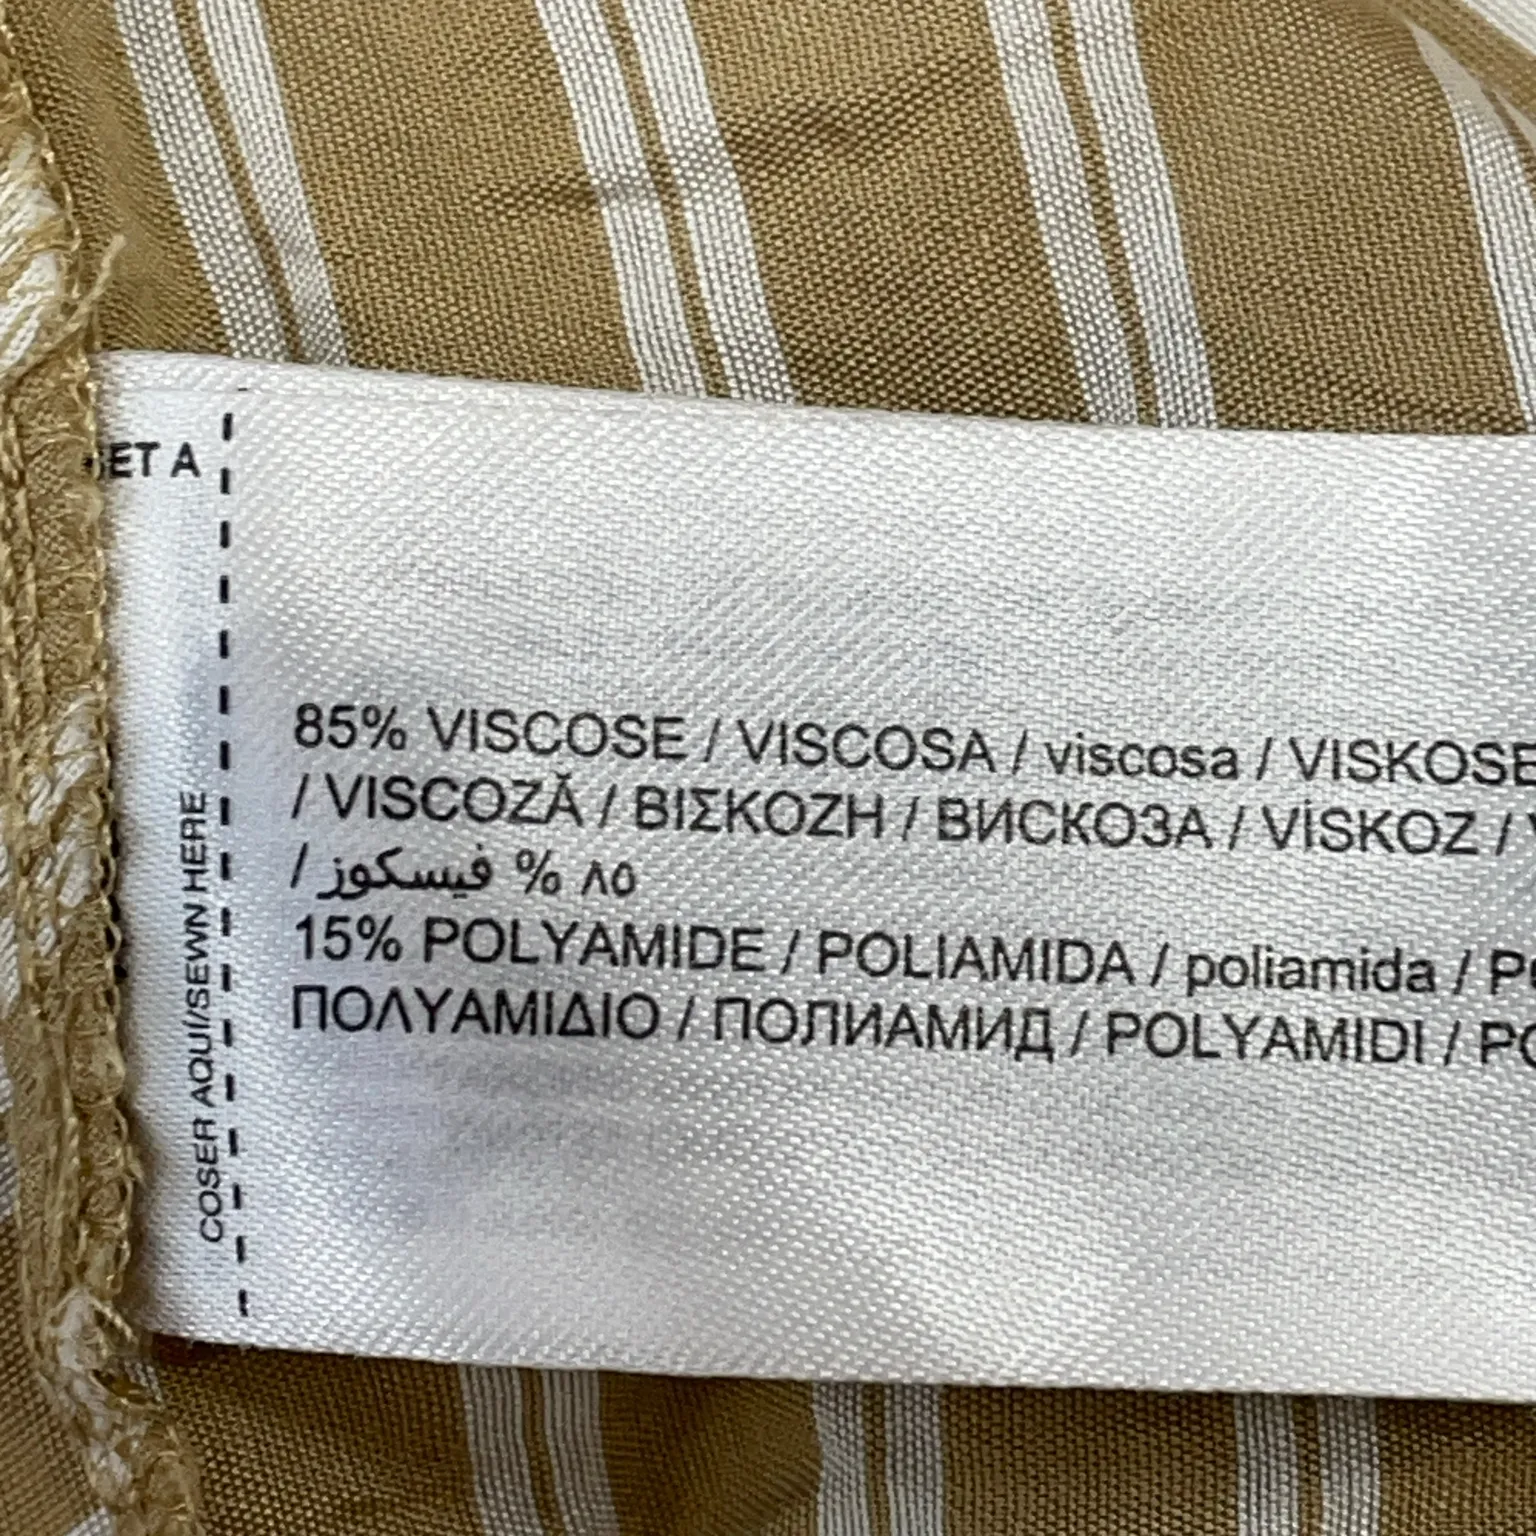 ET A
85% VISCOSE / VISCOSA / viscosa / VISKOSE
/ VISCOZĂ / ΒΙΣΚΟΖΗ / ВИСКОЗА / VİSKOZ /
٨٥ % فيسكوز /
15% POLYAMIDE / POLIAMIDA / poliamida /
ΠΟΛΥΑΜΙΔΙΟ / ПОЛИАМИД / POLYAMIDI /
COSER AQUI/SEWN HERE